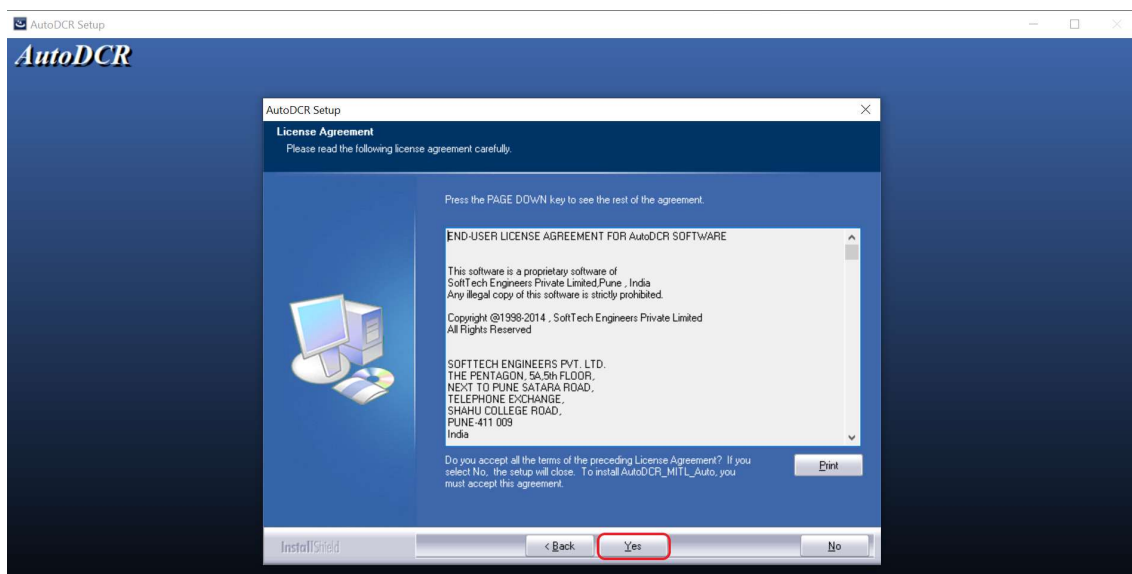 AutoDCR Setup
AutoDCR
AutoDCR Setup
License Agreement
Please read the following license agreement carefully.
Press the PAGE DOWN key to see the rest of the agreement.
END-USER LICENSE AGREEMENT FOR AutoDCR SOFTWARE
This software is a proprietary software of
SoftTech Engineers Private Limited,Pune , India
Any illegal copy of this software is strictly prohibited.
Copyright @1998-2014 , SoftTech Engineers Private Limited
All Rights Reserved
SOFTTECH ENGINEERS PVT. LTD.
THE PENTAGON, 5A,5th FLOOR,
NEXT TO PUNE SATARA ROAD,
TELEPHONE EXCHANGE,
SHAHU COLLEGE ROAD,
PUNE-411 009
India
Do you accept all the terms of the preceding License Agreement? If you
select No, the setup will close. To install AutoDCR_MITL_Auto, you
must accept this agreement.
Print
InstallShield
< Back
Yes
No